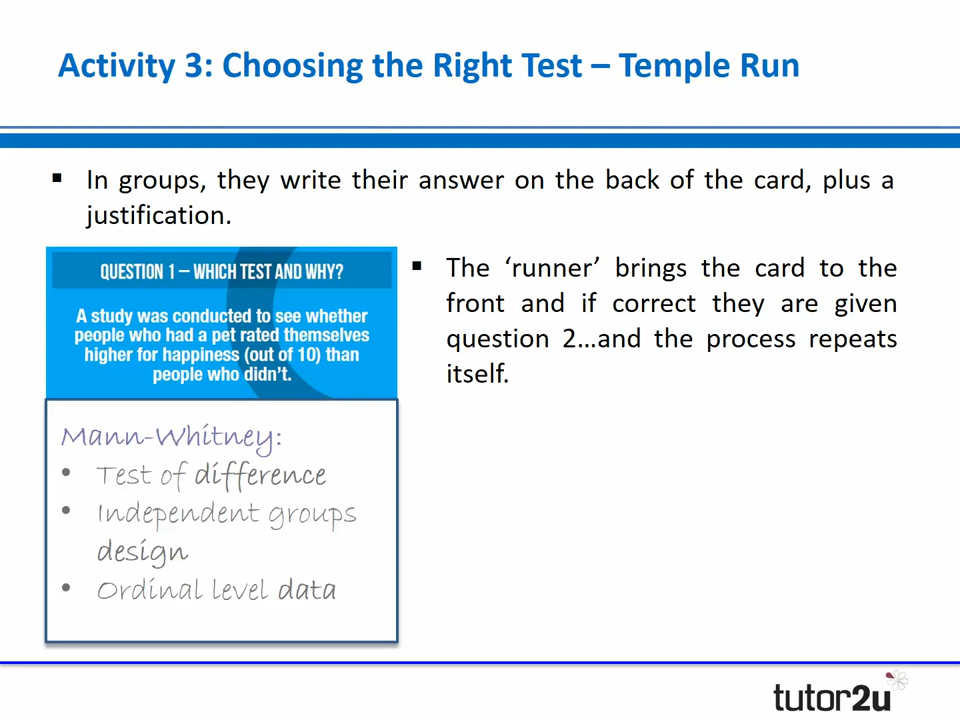 Activity 3: Choosing the Right Test – Temple Run
▪ In groups, they write their answer on the back of the card, plus a
justification.
QUESTION 1 – WHICH TEST AND WHY?
A study was conducted to see whether
people who had a pet rated themselves
higher for happiness (out of 10) than
people who didn't.
Mann-Whitney:
• Test of difference
• Independent groups
design
• Ordinal level data
▪ The ‘runner’ brings the card to the
front and if correct they are given
question 2…and the process repeats
itself.
tutor2u